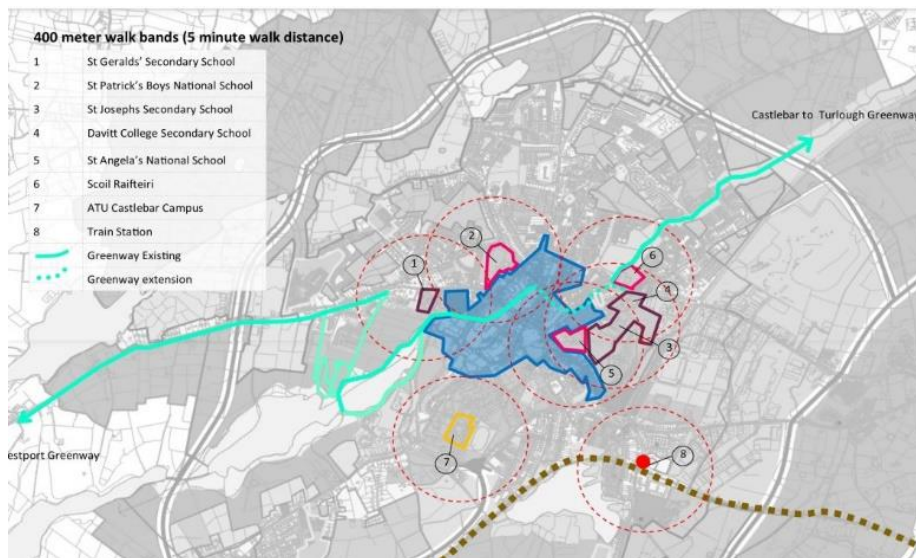 400 meter walk bands (5 minute walk distance)
1 St Geralds' Secondary School
2 St Patrick's Boys National School
3 St Josephs Secondary School
4 Davitt College Secondary School
5 St Angela's National School
6 Scoil Raifteiri
7 ATU Castlebar Campus
8 Train Station
Greenway Existing
Greenway extension
Castlebar to Turlough Greenway
2
6
1
4
3
5
estport Greenway
7
8